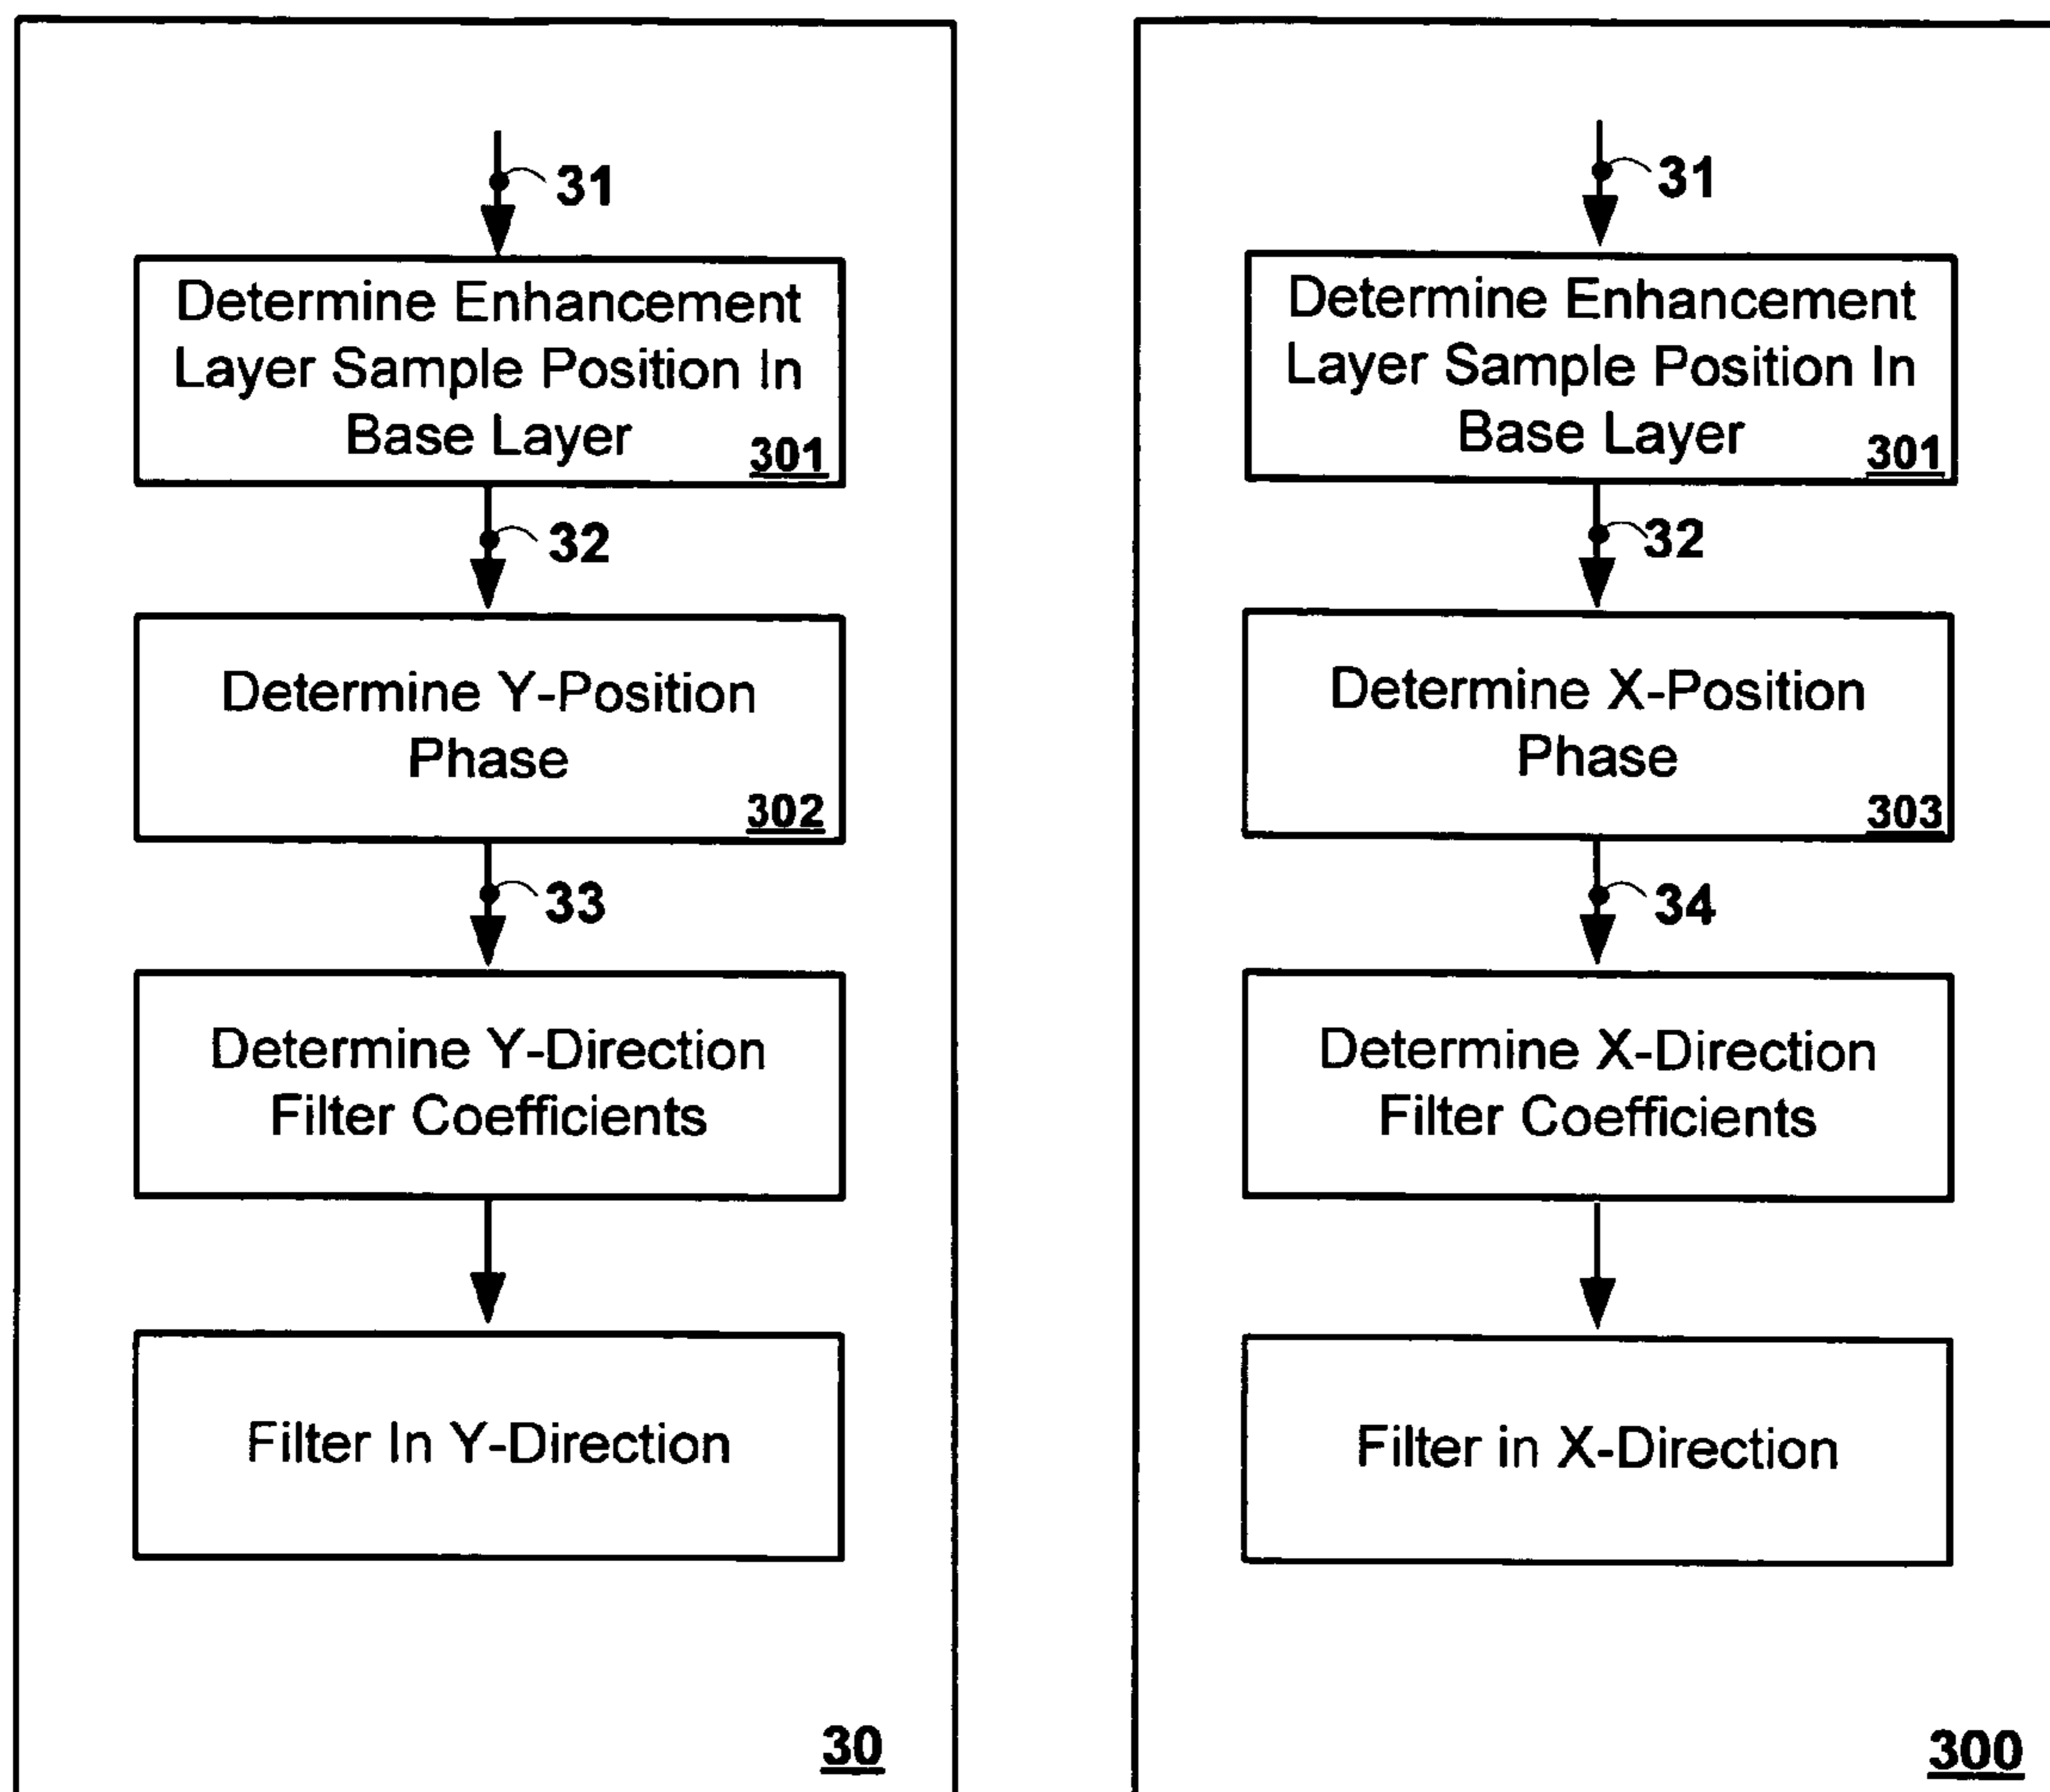 31
Determine Enhancement
Layer Sample Position In
Base Layer
301
32
Determine Y-Position
Phase
302
33
Determine Y-Direction
Filter Coefficients
Filter In Y-Direction
30
31
Determine Enhancement
Layer Sample Position In
Base Layer
301
32
Determine X-Position
Phase
303
34
Determine X-Direction
Filter Coefficients
Filter in X-Direction
300